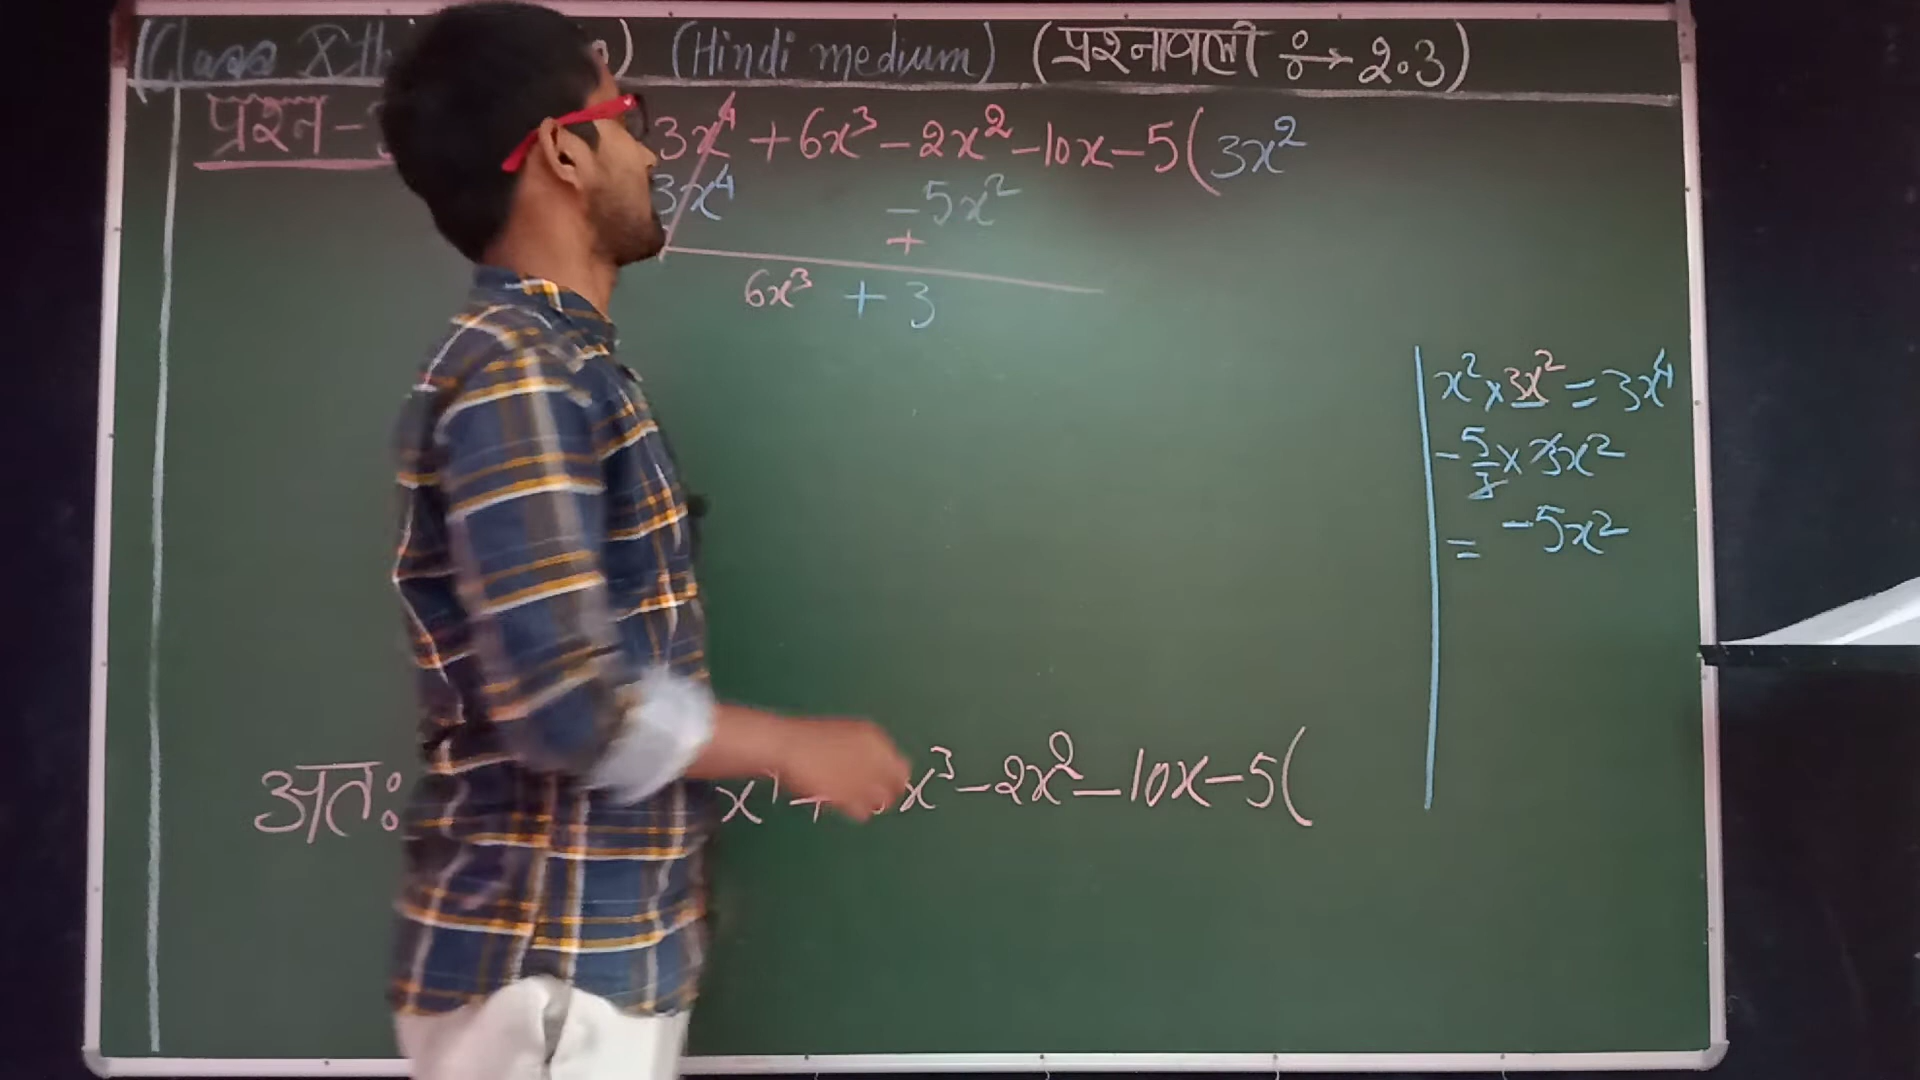 (Class Xth ) (Hindi medium) (प्रश्नावली ÷→ 2.3)
प्रश्न - 3x⁴ + 6x³ - 2x² - 10x - 5 ( 3x²
3x⁴ - 5x²
+
6x³ + 3
x² × 3x² = 3x⁴
- 5/3 × 3x²
= - 5x²
अतः x⁴ + x³ - 2x² - 10x - 5 (